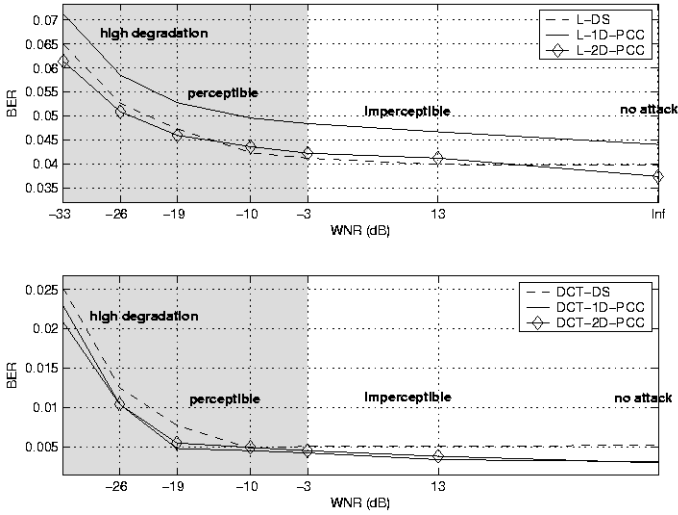 0.07
0.065
0.06
0.055
0.05
0.045
0.04
0.035
BER
high degradation
perceptible
Imperceptible
no attack
L-DS
L-1D-PCC
L-2D-PCC
-33 -26 -19 -10 -3 13 Inf
WNR (dB)
0.025
0.02
0.015
0.01
0.005
BER
high degradation
perceptible
Imperceptible
no attack
DCT-DS
DCT-1D-PCC
DCT-2D-PCC
-26 -19 -10 -3 13
WNR (dB)